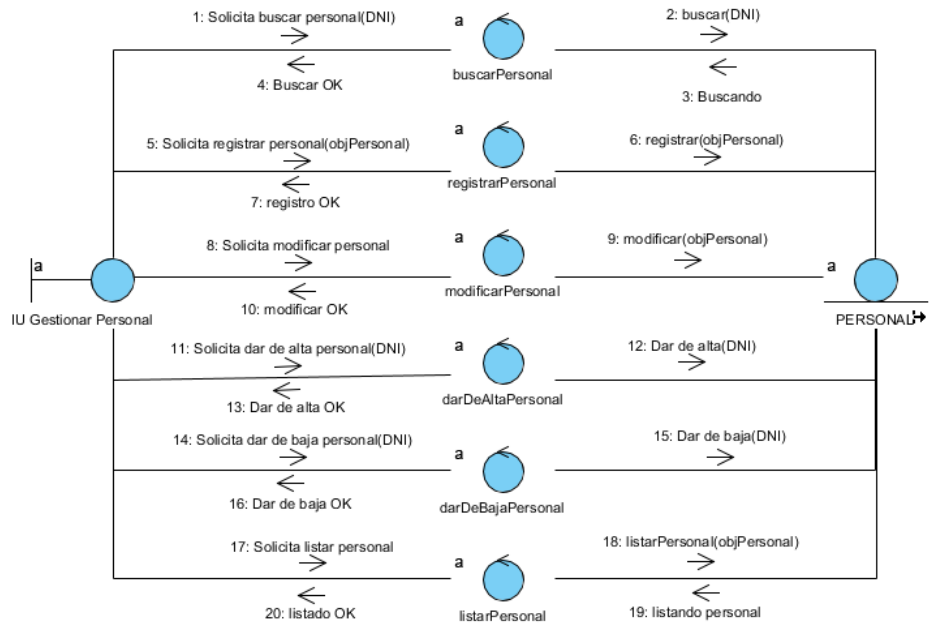 1: Solicita buscar personal(DNI)
2: buscar(DNI)
a
buscarPersonal
4: Buscar OK
3: Buscando
5: Solicita registrar personal(objPersonal)
6: registrar(objPersonal)
a
registrarPersonal
7: registro OK
8: Solicita modificar personal
9: modificar(objPersonal)
a
modificarPersonal
10: modificar OK
a
IU Gestionar Personal
a
PERSONAL
11: Solicita dar de alta personal(DNI)
12: Dar de alta(DNI)
a
darDeAltaPersonal
13: Dar de alta OK
14: Solicita dar de baja personal(DNI)
15: Dar de baja(DNI)
a
darDeBajaPersonal
16: Dar de baja OK
17: Solicita listar personal
18: listarPersonal(objPersonal)
a
listarPersonal
20: listado OK
19: listando personal